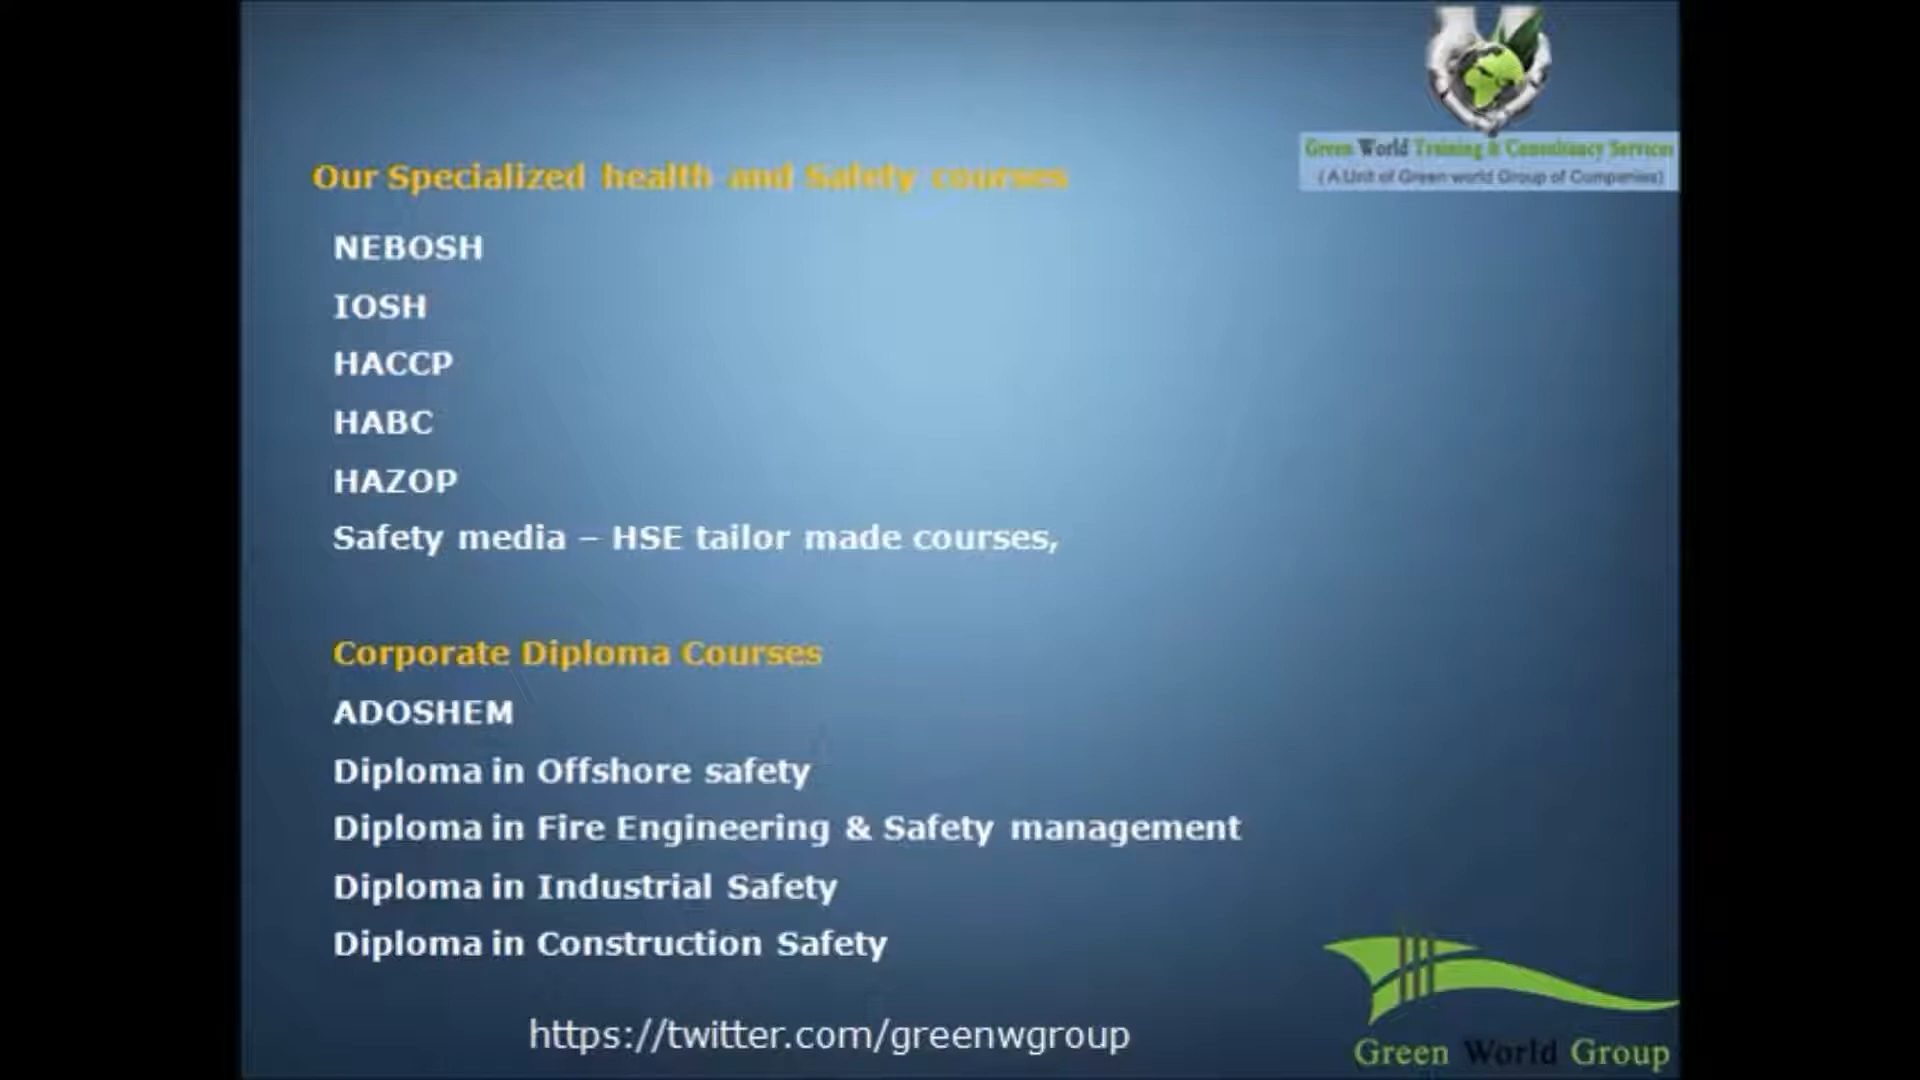 Green World Training & Consultancy Services
(A Unit of Green world Group of Companies)
Our Specialized health and Safety courses
NEBOSH
IOSH
HACCP
HABC
HAZOP
Safety media – HSE tailor made courses,
Corporate Diploma Courses
ADOSHEM
Diploma in Offshore safety
Diploma in Fire Engineering & Safety management
Diploma in Industrial Safety
Diploma in Construction Safety
https://twitter.com/greenwgroup
Green World Group